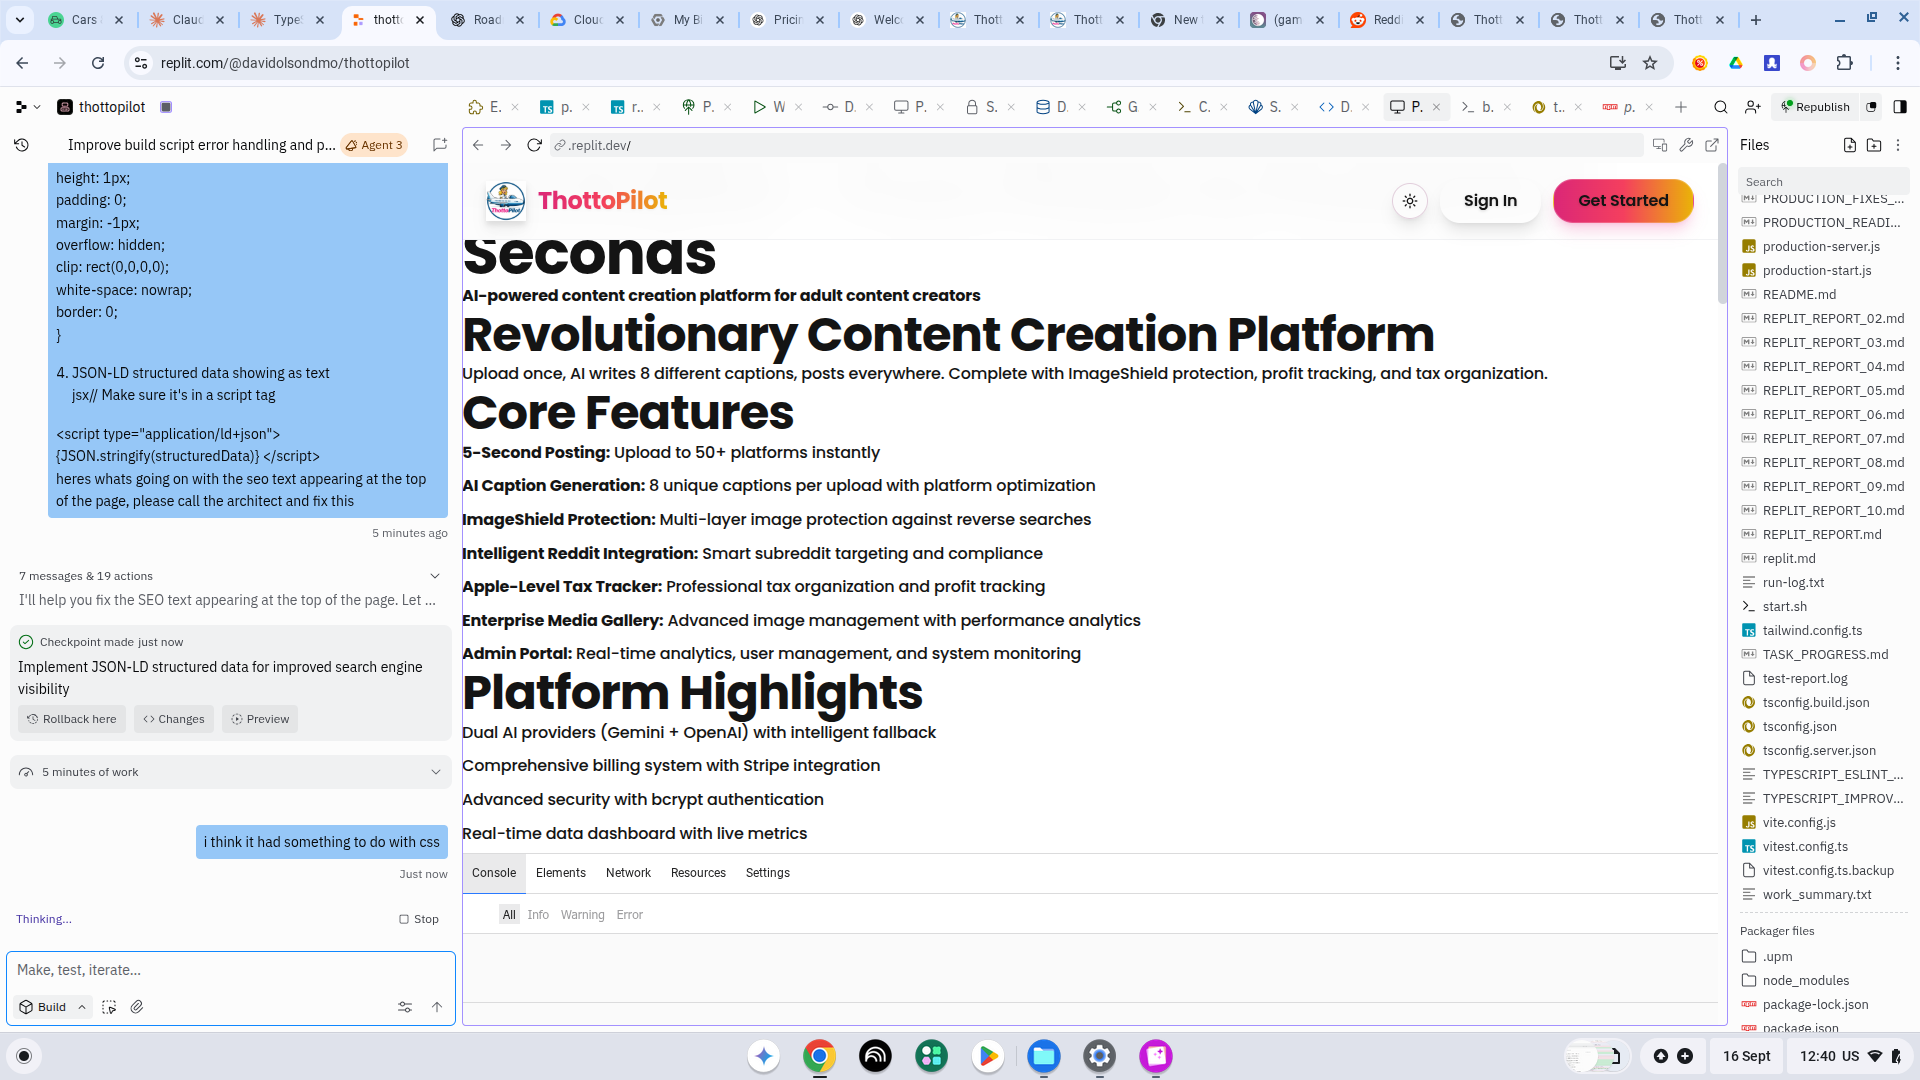 Cars
Claud
Type
thott
Road
Clouc
My Bi
Pricin
Welc
Thott
Thott
New
(gam
Reddi
Thott
Thott
Thott
replit.com/@davidolsondmo/thottopilot
thottopilot
E.
p.
r..
P.
W
D.
P.
S.
D.
G
C.
S.
D.
P.
b.
t..
p.
Republish
Improve build script error handling and p...
Agent 3
height: 1px;
padding: 0;
margin: -1px;
overflow: hidden;
clip: rect(0,0,0,0);
white-space: nowrap;
border: 0;
}
4. JSON-LD structured data showing as text
jsx// Make sure it's in a script tag
<script type="application/ld+json">
{JSON.stringify(structuredData)} </script>
heres whats going on with the seo text appearing at the top
of the page, please call the architect and fix this
5 minutes ago
7 messages & 19 actions
I'll help you fix the SEO text appearing at the top of the page. Let ...
Checkpoint made just now
Implement JSON-LD structured data for improved search engine
visibility
Rollback here
Changes
Preview
5 minutes of work
i think it had something to do with css
Just now
Thinking...
Stop
Make, test, iterate...
Build
.replit.dev/
ThottoPilot
Sign In
Get Started
Seconds
AI-powered content creation platform for adult content creators
Revolutionary Content Creation Platform
Upload once, AI writes 8 different captions, posts everywhere. Complete with ImageShield protection, profit tracking, and tax organization.
Core Features
5-Second Posting: Upload to 50+ platforms instantly
AI Caption Generation: 8 unique captions per upload with platform optimization
ImageShield Protection: Multi-layer image protection against reverse searches
Intelligent Reddit Integration: Smart subreddit targeting and compliance
Apple-Level Tax Tracker: Professional tax organization and profit tracking
Enterprise Media Gallery: Advanced image management with performance analytics
Admin Portal: Real-time analytics, user management, and system monitoring
Platform Highlights
Dual AI providers (Gemini + OpenAI) with intelligent fallback
Comprehensive billing system with Stripe integration
Advanced security with bcrypt authentication
Real-time data dashboard with live metrics
Console
Elements
Network
Resources
Settings
All
Info
Warning
Error
Files
Search
PRODUCTION_FIXES_...
PRODUCTION_READI...
production-server.js
production-start.js
README.md
REPLIT_REPORT_02.md
REPLIT_REPORT_03.md
REPLIT_REPORT_04.md
REPLIT_REPORT_05.md
REPLIT_REPORT_06.md
REPLIT_REPORT_07.md
REPLIT_REPORT_08.md
REPLIT_REPORT_09.md
REPLIT_REPORT_10.md
REPLIT_REPORT.md
replit.md
run-log.txt
start.sh
tailwind.config.ts
TASK_PROGRESS.md
test-report.log
tsconfig.build.json
tsconfig.json
tsconfig.server.json
TYPESCRIPT_ESLINT_...
TYPESCRIPT_IMPROV...
vite.config.js
vitest.config.ts
vitest.config.ts.backup
work_summary.txt
Packager files
.upm
node_modules
package-lock.json
package.json
16 Sept
12:40 US